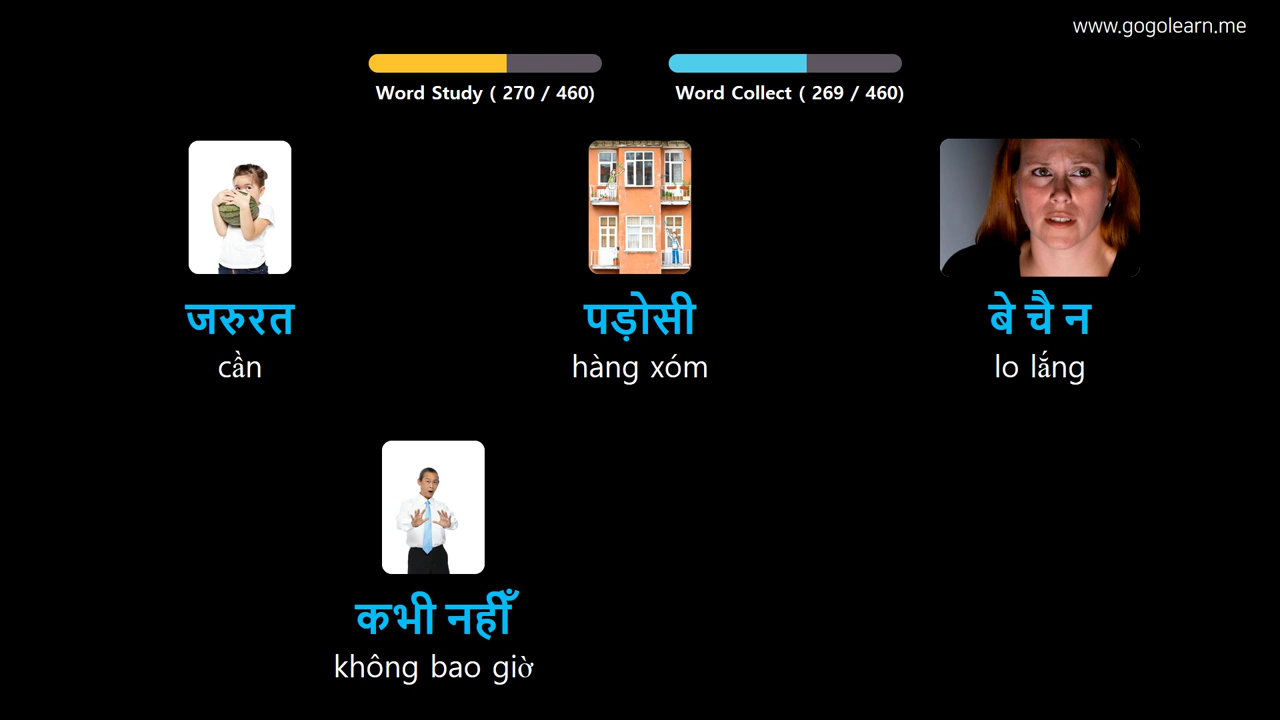 www.gogolearn.me
Word Study ( 270 / 460)
Word Collect ( 269 / 460)
जरुरत
पड़ोसी
बे चै न
cần
hàng xóm
lo lắng
कभी नहीँ
không bao giờ